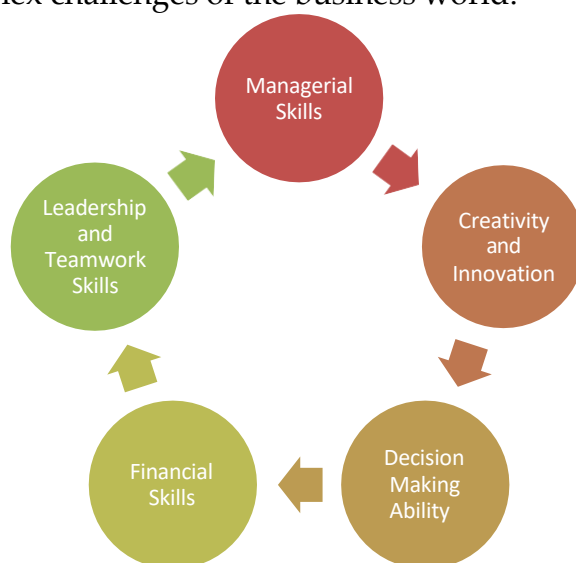 challenges of the business world.
Managerial
Skills
Creativity
and
Innovation
Decision
Making
Ability
Financial
Skills
Leadership
and
Teamwork
Skills